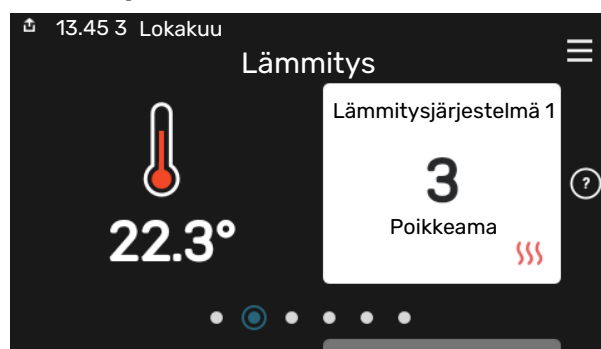 13.45 3 Lokakuu
Lämmitys
Lämmitysjärjestelmä 1
3
Poikkeama
22.3°
?